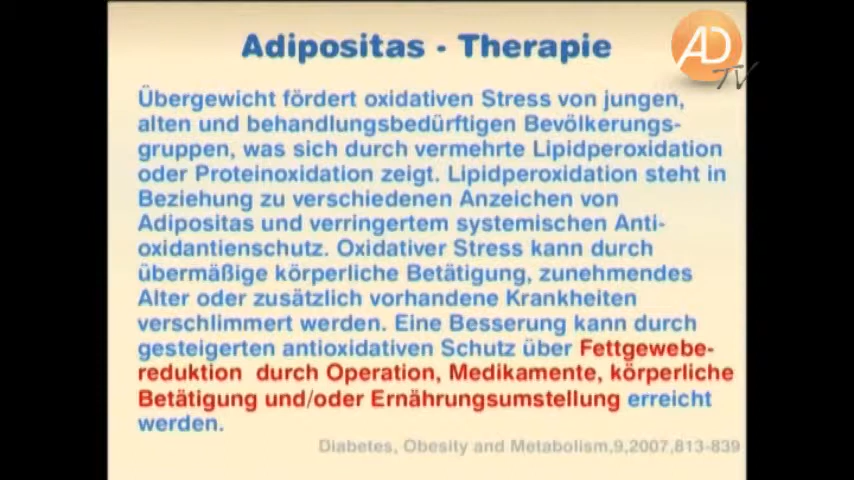 AD
TV
Adipositas - Therapie
Übergewicht fördert oxidativen Stress von jungen,
alten und behandlungsbedürftigen Bevölkerungs-
gruppen, was sich durch vermehrte Lipidperoxidation
oder Proteinoxidation zeigt. Lipidperoxidation steht in
Beziehung zu verschiedenen Anzeichen von
Adipositas und verringertem systemischen Anti-
oxidantienschutz. Oxidativer Stress kann durch
übermäßige körperliche Betätigung, zunehmendes
Alter oder zusätzlich vorhandene Krankheiten
verschlimmert werden. Eine Besserung kann durch
gesteigerten antioxidativen Schutz über Fettgewebe-
reduktion durch Operation, Medikamente, körperliche
Betätigung und/oder Ernährungsumstellung erreicht
werden.
Diabetes, Obesity and Metabolism,9,2007,813-839